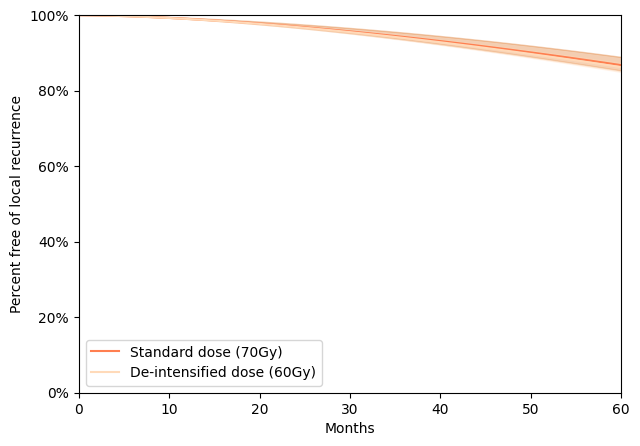 100%
80%
60%
40%
20%
0%
Percent free of local recurrence
Standard dose (70Gy)
De-intensified dose (60Gy)
0 10 20 30 40 50 60
Months